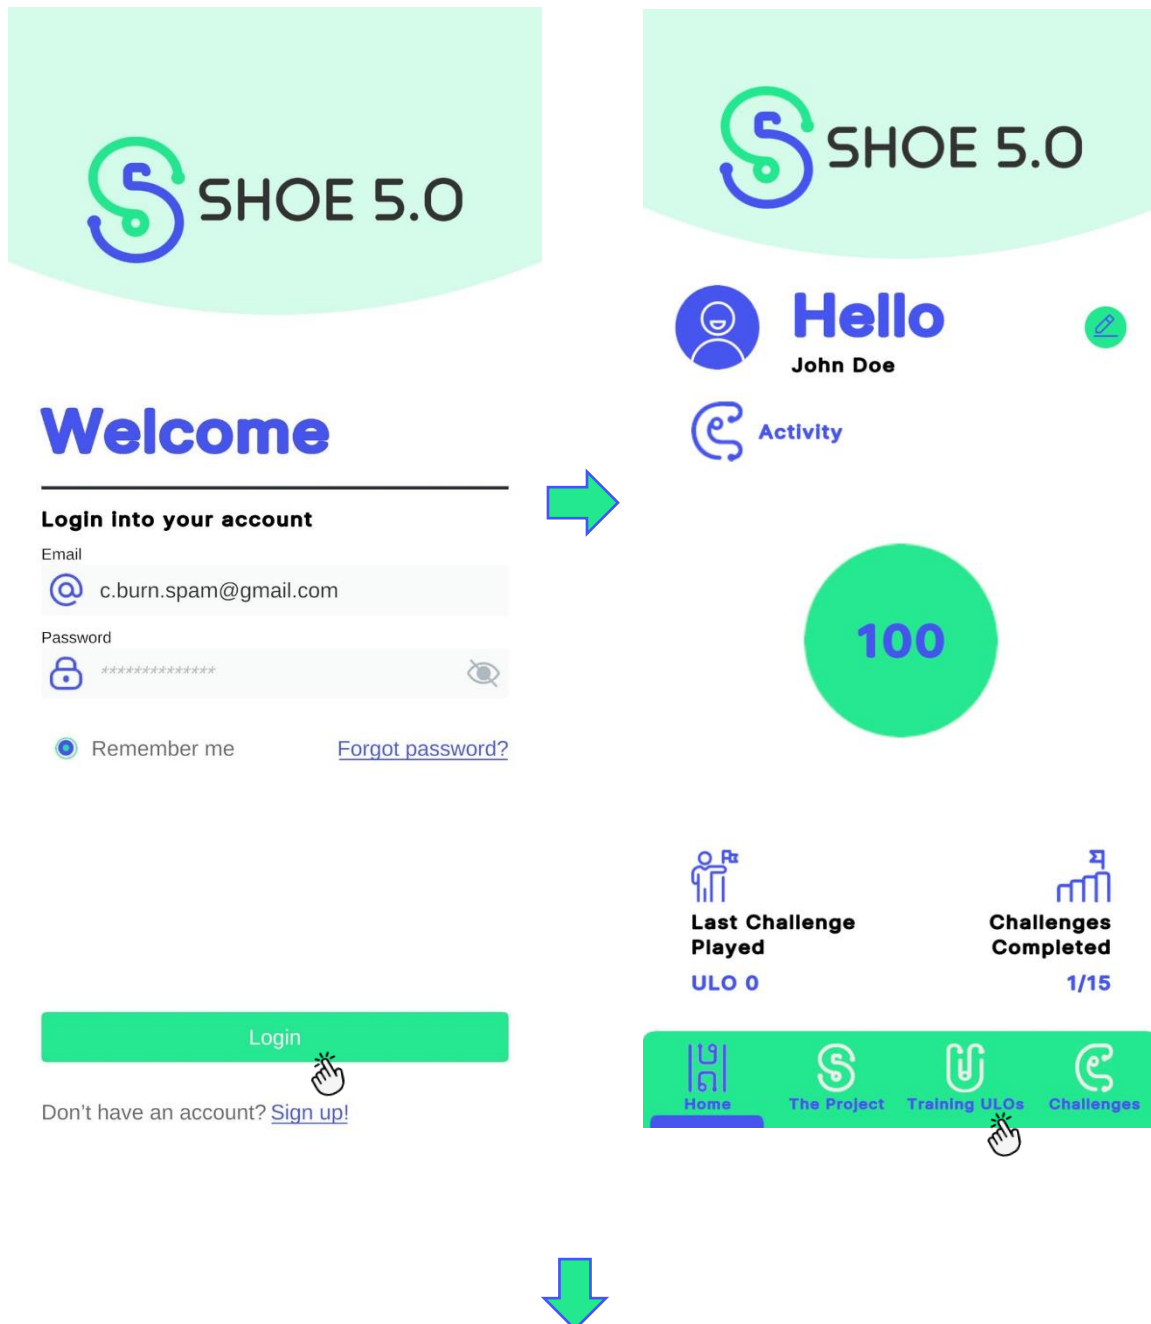 SHOE 5.0
Welcome
Login into your account
Email
c.burn.spam@gmail.com
Password
**************
Remember me
Forgot password?
Login
Don't have an account? Sign up!
SHOE 5.0
Hello
John Doe
Activity
100
Last Challenge
Played
ULO 0
Challenges
Completed
1/15
Home
The Project
Training ULOs
Challenges